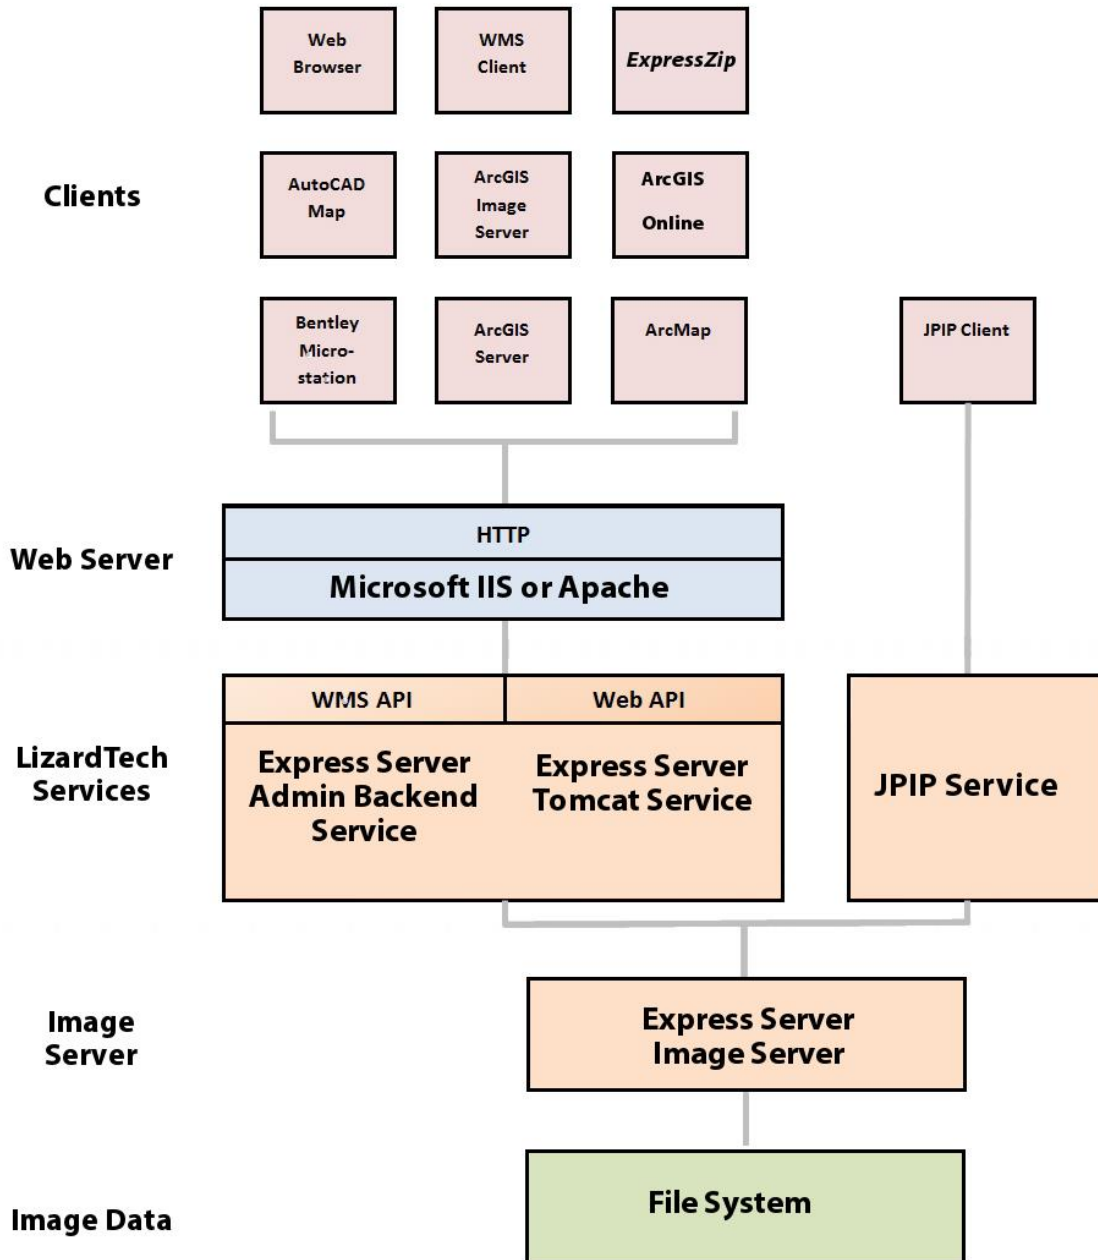 Web
Browser
WMS
Client
ExpressZip
Clients
AutoCAD
Map
ArcGIS
Image
Server
ArcGIS
Online
Bentley
Micro-
station
ArcGIS
Server
ArcMap
JPIP Client
Web Server
HTTP
Microsoft IIS or Apache
LizardTech
Services
WMS API
Web API
Express Server
Admin Backend
Service
Express Server
Tomcat Service
JPIP Service
Image
Server
Express Server
Image Server
Image Data
File System